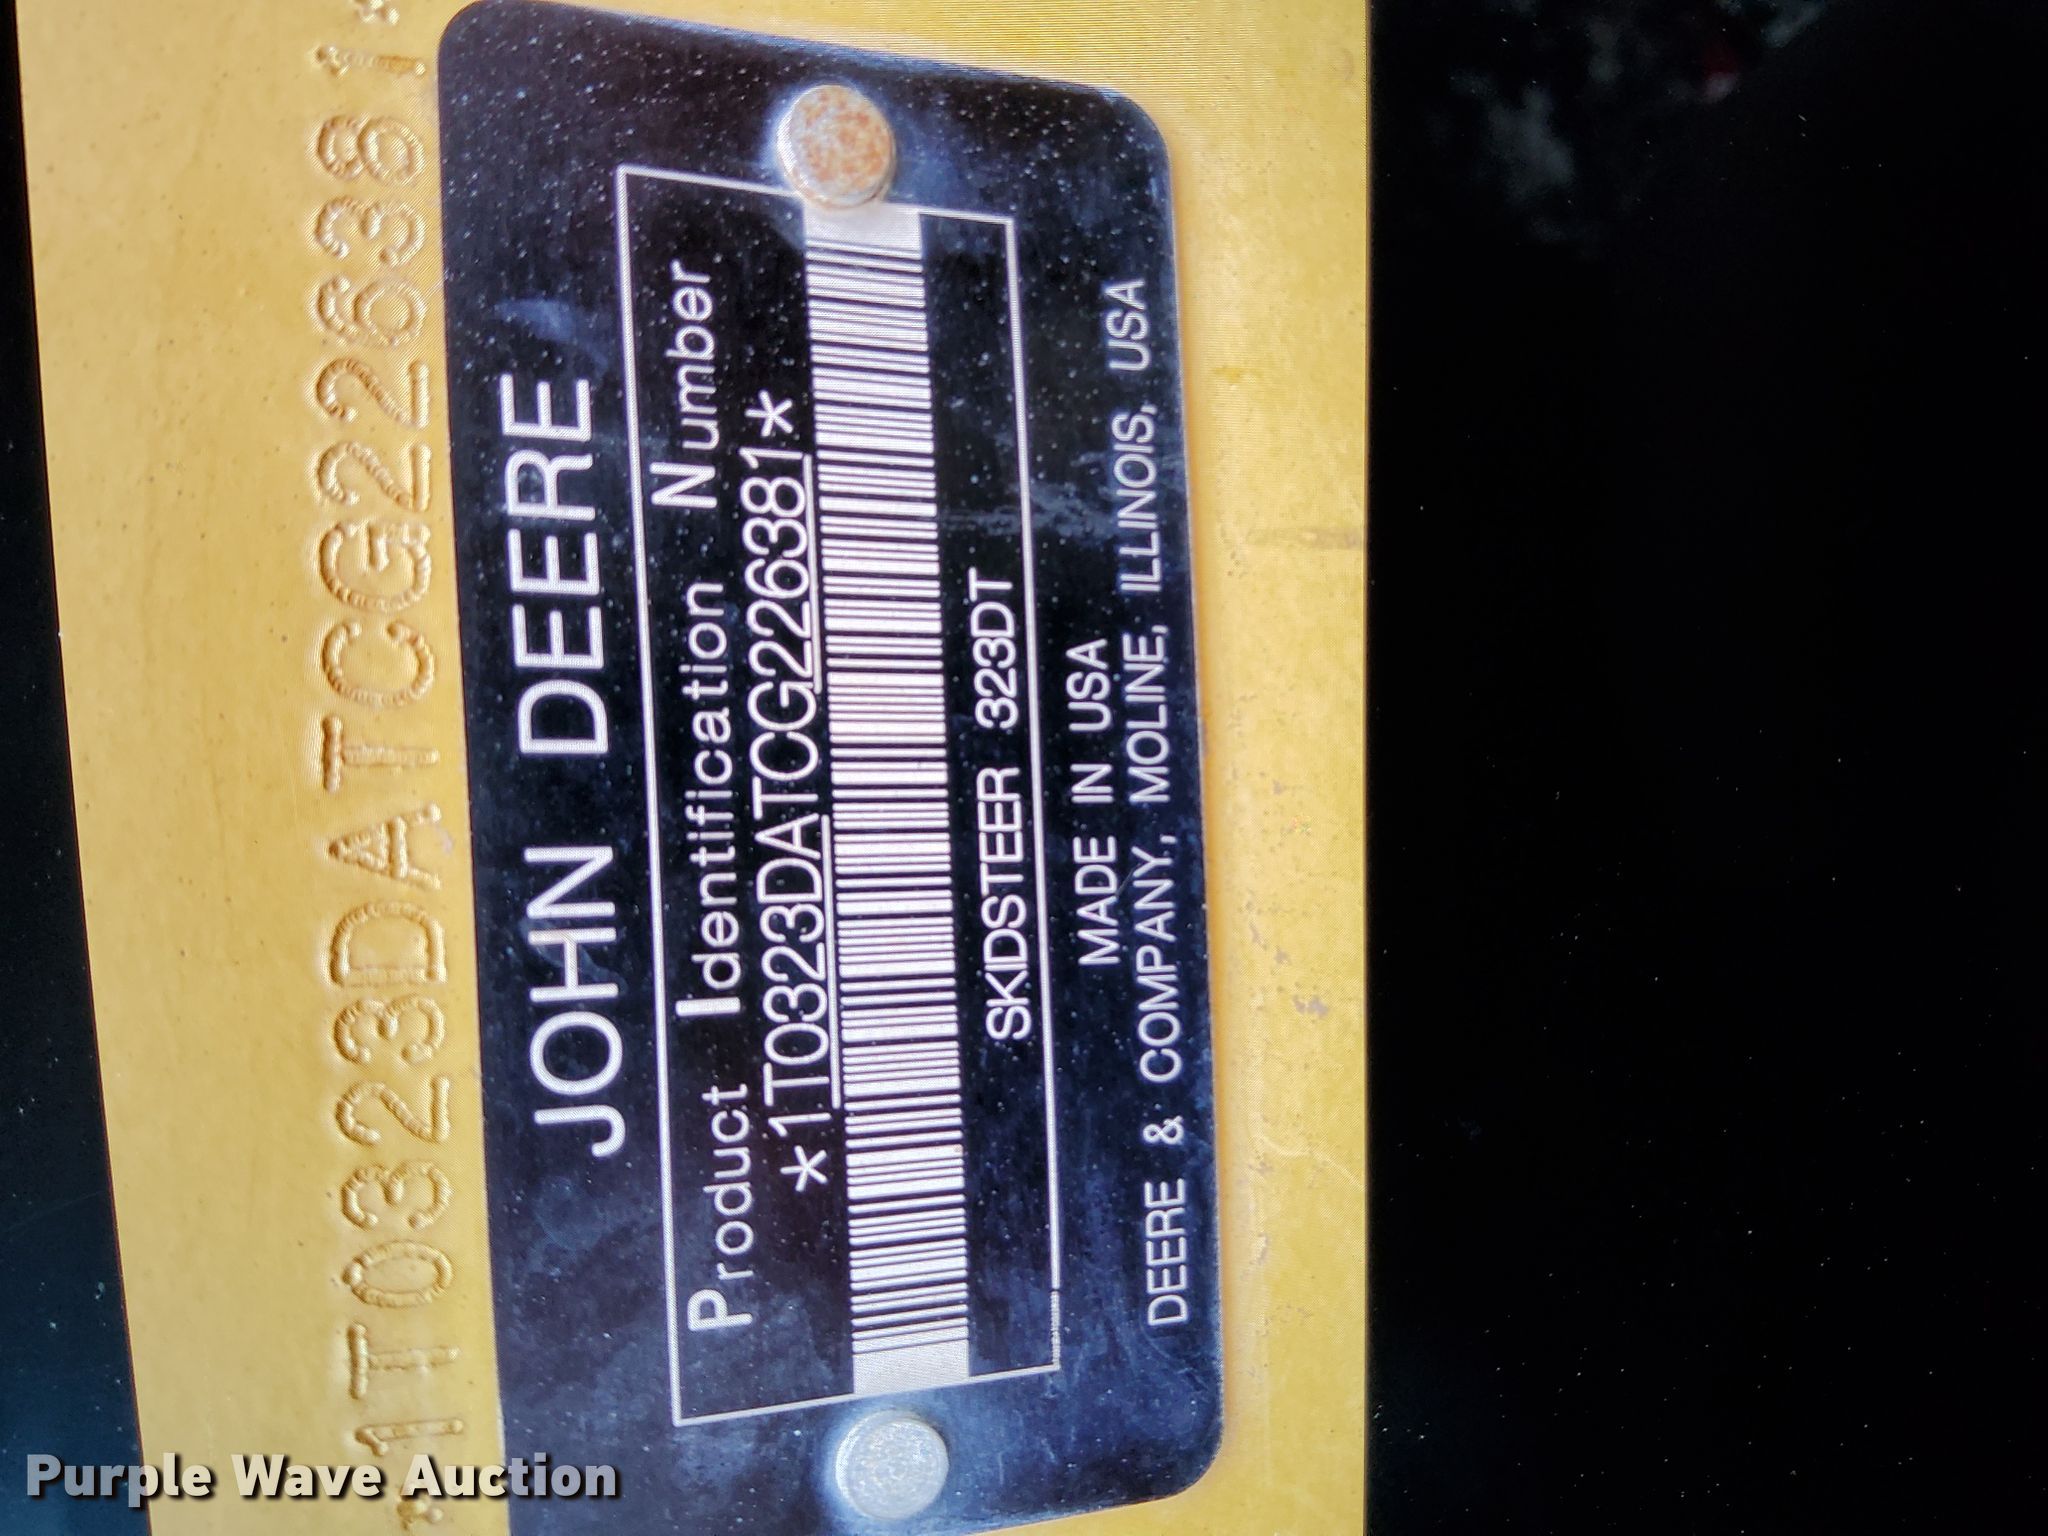 *1T0323DATCG226381*
JOHN DEERE
Product Identification Number
*1T0323DATCG226381*
SKIDSTEER 323DT
MADE IN USA
DEERE & COMPANY, MOLINE, ILLINOIS, USA
Purple Wave Auction